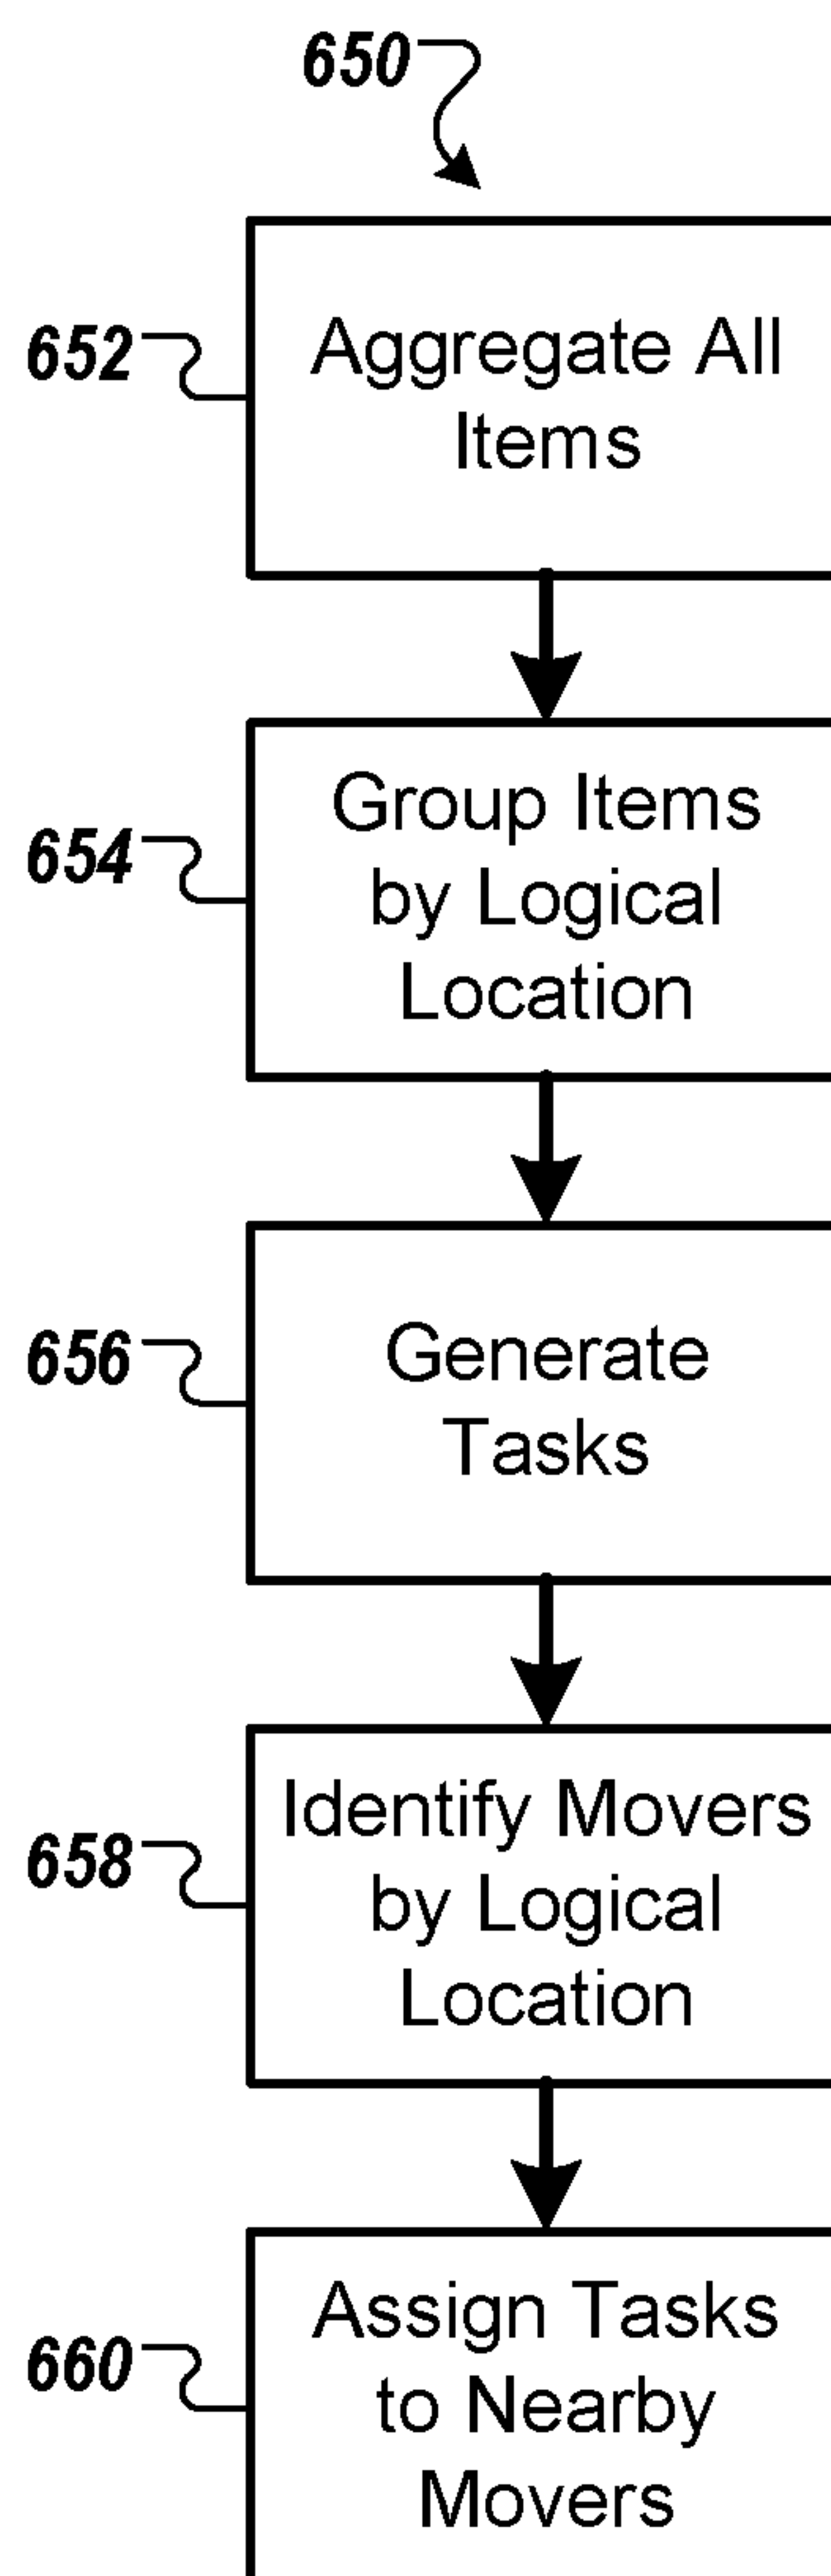 650
652
Aggregate All
Items
654
Group Items
by Logical
Location
656
Generate
Tasks
658
Identify Movers
by Logical
Location
660
Assign Tasks
to Nearby
Movers